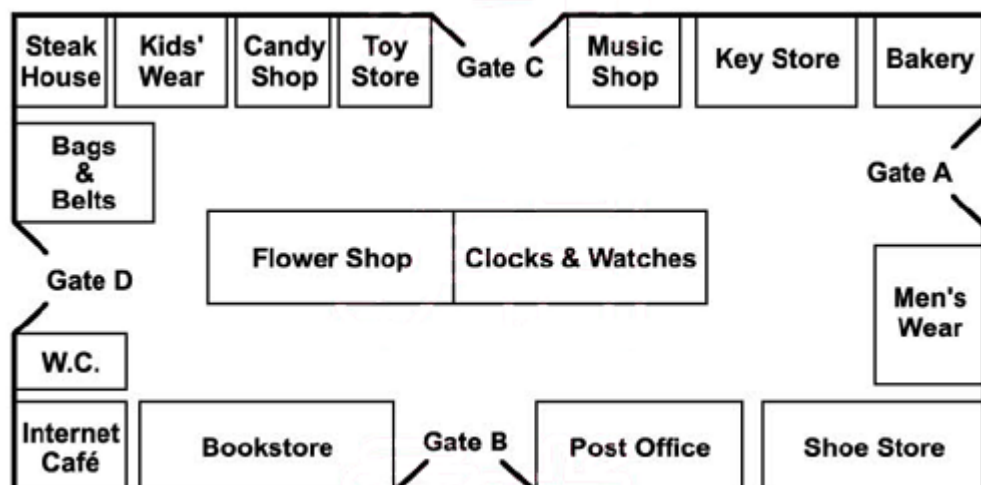 Steak
House
Kids'
Wear
Candy
Shop
Toy
Store
Gate C
Music
Shop
Key Store
Bakery
Bags
&
Belts
Gate A
Flower Shop
Clocks & Watches
Gate D
Men's
Wear
W.C.
Internet
Café
Bookstore
Gate B
Post Office
Shoe Store